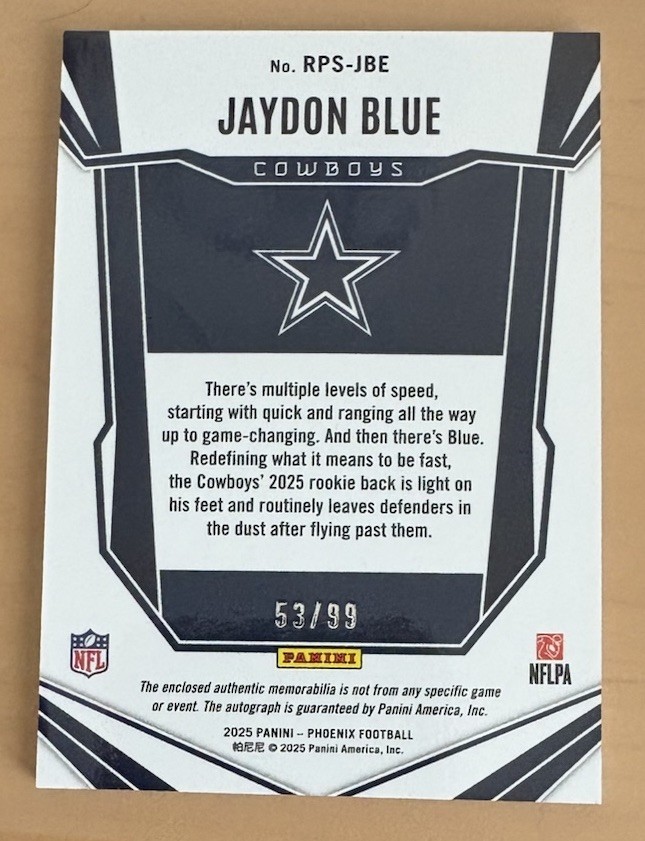 No. RPS-JBE
JAYDON BLUE
COWBOYS
There's multiple levels of speed,
starting with quick and ranging all the way
up to game-changing. And then there's Blue.
Redefining what it means to be fast,
the Cowboys' 2025 rookie back is light on
his feet and routinely leaves defenders in
the dust after flying past them.
53/99
PANINI
NFL
NFLPA
The enclosed authentic memorabilia is not from any specific game
or event. The autograph is guaranteed by Panini America, Inc.
2025 PANINI – PHOENIX FOOTBALL
帕尼尼 © 2025 Panini America, Inc.